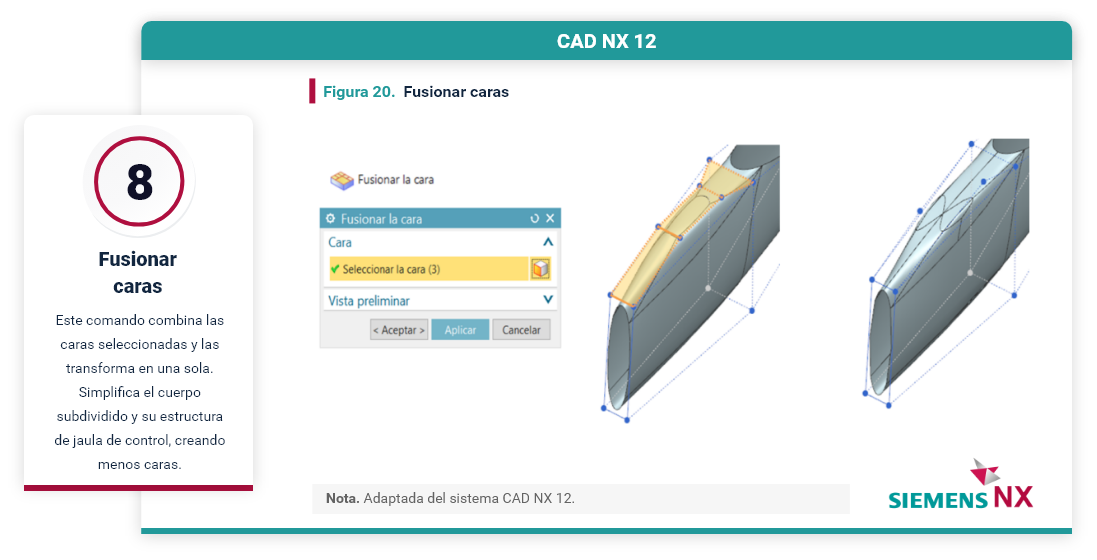 CAD NX 12
Figura 20. Fusionar caras
8
Fusionar
caras
Este comando combina las
caras seleccionadas y las
transforma en una sola.
Simplifica el cuerpo
subdividido y su estructura
de jaula de control, creando
menos caras.
Fusionar la cara
Fusionar la cara
Cara
Seleccionar la cara (3)
Vista preliminar
< Aceptar >
Aplicar
Cancelar
Nota. Adaptada del sistema CAD NX 12.
SIEMENS NX